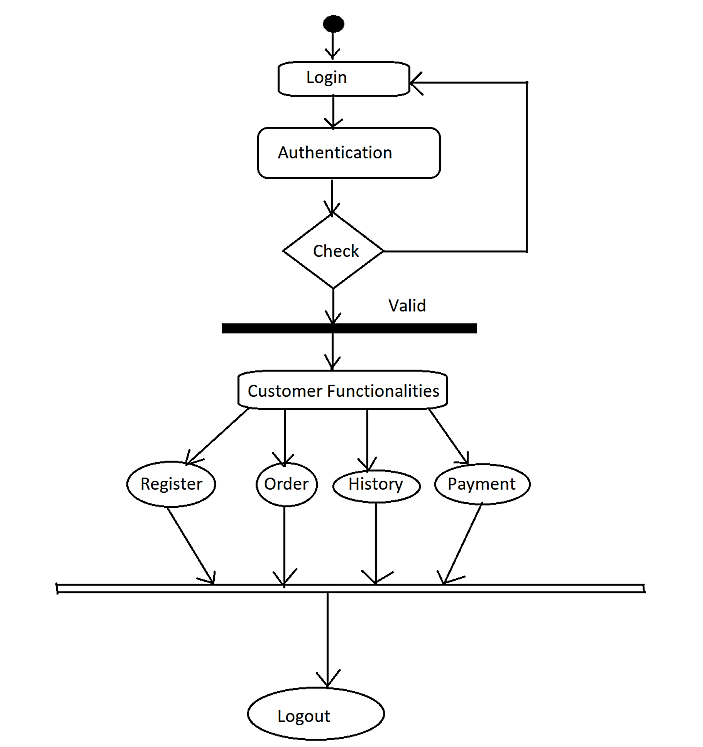 Login
Authentication
Check
Valid
Customer Functionalities
Register
Order
History
Payment
Logout